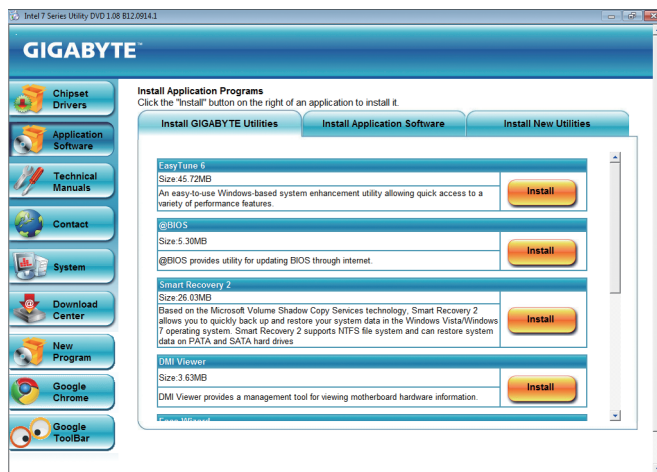 Intel 7 Series Utility DVD 1.08 B12.0914.1
GIGABYTE™
Chipset
Drivers
Application
Software
Technical
Manuals
Contact
System
Download
Center
New
Program
Google
Chrome
Google
ToolBar
Install Application Programs
Click the "Install" button on the right of an application to install it.
Install GIGABYTE Utilities
Install Application Software
Install New Utilities
EasyTune 6
Size:45.72MB
An easy-to-use Windows-based system enhancement utility allowing quick access to a
variety of performance features.
Install
@BIOS
Size:5.30MB
@BIOS provides utility for updating BIOS through internet.
Install
Smart Recovery 2
Size:26.03MB
Based on the Microsoft Volume Shadow Copy Services technology, Smart Recovery 2
allows you to quickly back up and restore your system data in the Windows Vista/Windows
7 operating system. Smart Recovery 2 supports NTFS file system and can restore system
data on PATA and SATA hard drives
Install
DMI Viewer
Size:3.63MB
DMI Viewer provides a management tool for viewing motherboard hardware information.
Install